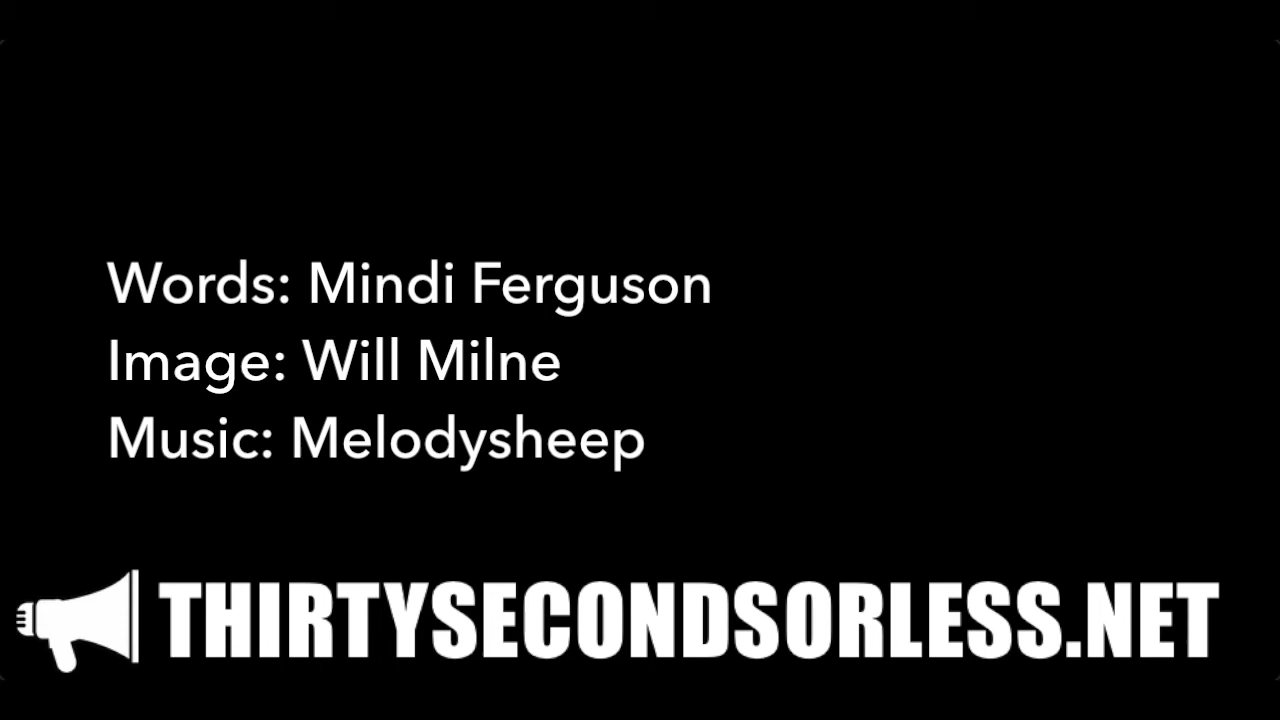 Words: Mindi Ferguson
Image: Will Milne
Music: Melodysheep
THIRTYSECONDSORLESS.NET